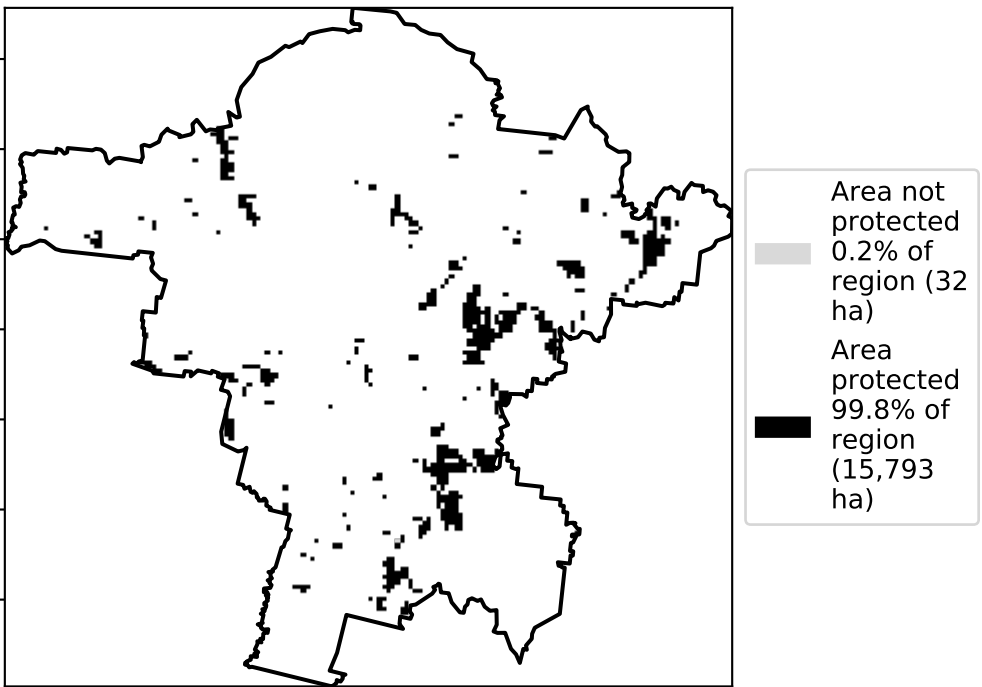 Area not
protected
0.2% of
region (32
ha)
Area
protected
99.8% of
region
(15,793
ha)